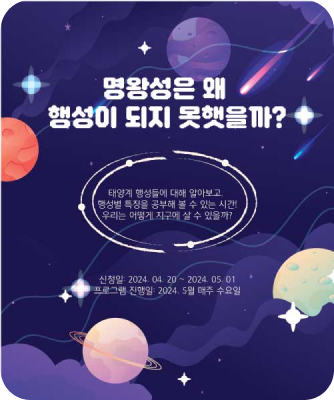 명왕성은 왜
행성이 되지 못햇을까?
태양계 행성들에 대해 알아보고,
행성별 특징을 공부해 볼 수 있는 시간!
우리는 어떻게 지구에 살 수 있을까?
신청일: 2024. 04. 20 ~ 2024. 05. 01
프로그램 진행일: 2024. 5월 매주 수요일